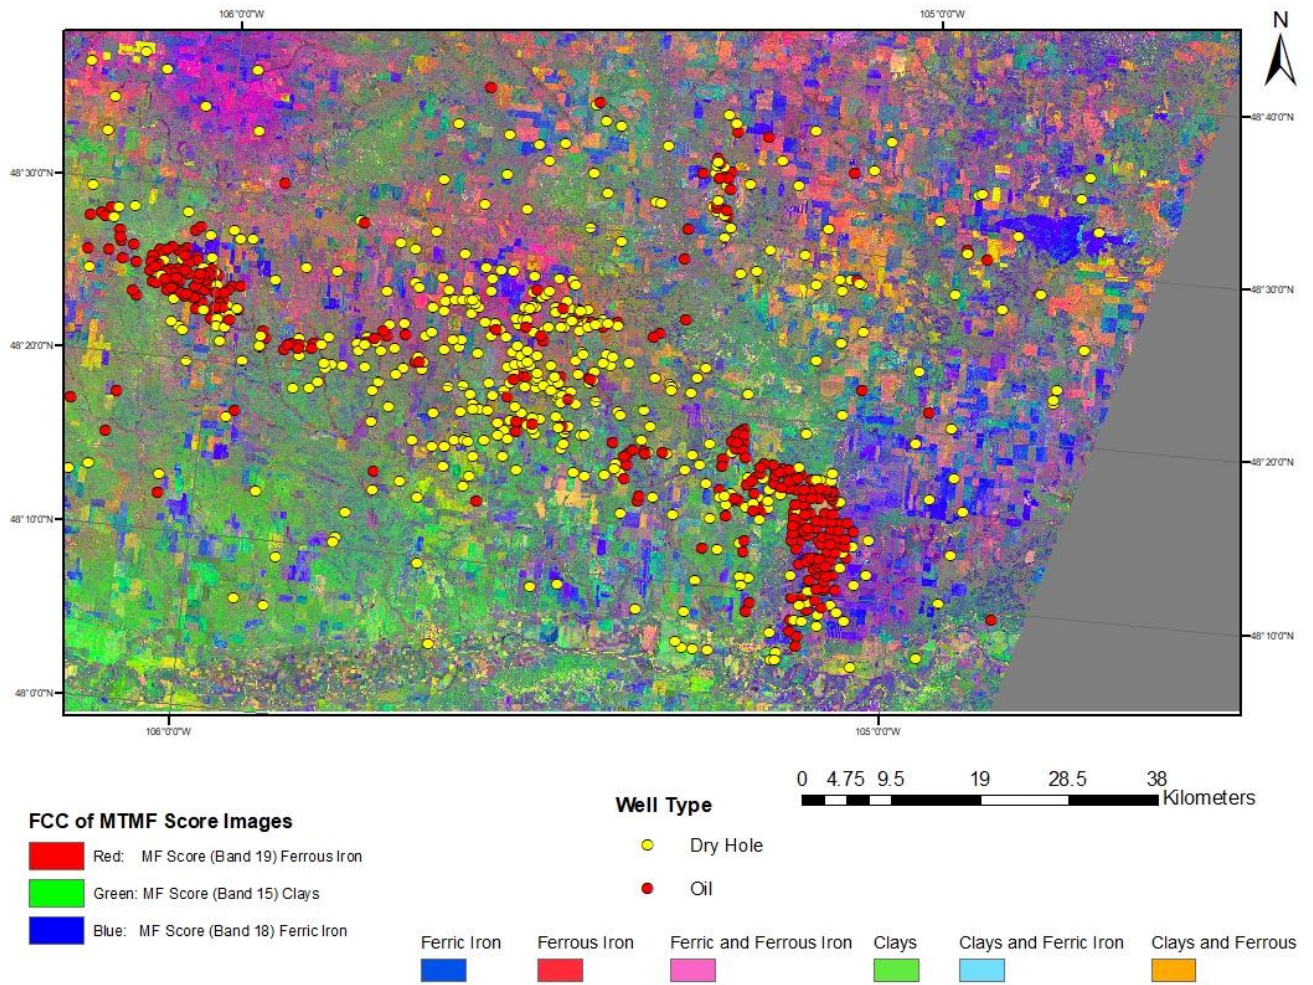 106°0'0"W
105°0'0"W
N
48°40'0"N
48°30'0"N
48°30'0"N
48°20'0"N
48°20'0"N
48°10'0"N
48°10'0"N
48°0'0"N
106°0'0"W
105°0'0"W
0 4.75 9.5 19 28.5 38
Kilometers
FCC of MTMF Score Images
Red: MF Score (Band 19) Ferrous Iron
Green: MF Score (Band 15) Clays
Blue: MF Score (Band 18) Ferric Iron
Well Type
Dry Hole
Oil
Ferric Iron Ferrous Iron Ferric and Ferrous Iron Clays Clays and Ferric Iron Clays and Ferrous